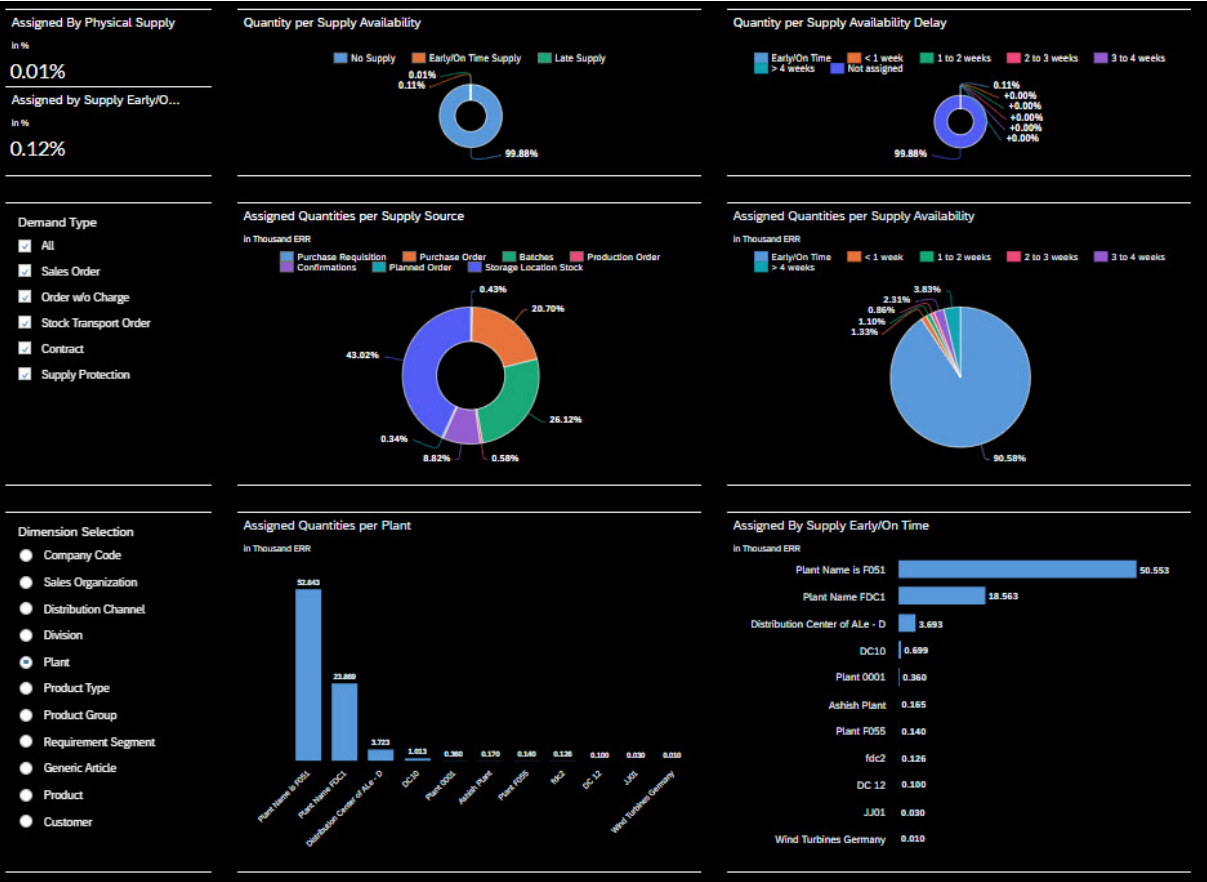 Assigned By Physical Supply
in %
0.01%
Assigned by Supply Early/O...
in %
0.12%
Quantity per Supply Availability
No Supply Early/On Time Supply Late Supply
0.01%
0.11%
99.88%
Quantity per Supply Availability Delay
Early/On Time < 1 week 1 to 2 weeks 2 to 3 weeks 3 to 4 weeks
> 4 weeks Not assigned
0.11%
+0.00%
+0.00%
+0.00%
+0.00%
+0.00%
99.88%
Demand Type
All
Sales Order
Order w/o Charge
Stock Transport Order
Contract
Supply Protection
Assigned Quantities per Supply Source
In Thousand ERR
Purchase Requisition Purchase Order Batches Production Order
Confirmations Planned Order Storage Location Stock
0.43%
20.70%
43.02%
26.12%
0.34%
8.82%
0.58%
Assigned Quantities per Supply Availability
In Thousand ERR
Early/On Time < 1 week 1 to 2 weeks 2 to 3 weeks 3 to 4 weeks
> 4 weeks
3.83%
2.31%
0.86%
1.10%
1.33%
90.58%
Dimension Selection
Company Code
Sales Organization
Distribution Channel
Division
Plant
Product Type
Product Group
Requirement Segment
Generic Article
Product
Customer
Assigned Quantities per Plant
In Thousand ERR
52.643
23.869
3.723
1.013
0.360
0.170
0.140
0.126
0.100
0.030
0.010
Plant Name is F051
Plant Name FDC1
Distribution Center of ALe - D
DC10
Plant 0001
Ashish Plant
Plant F055
fdc2
DC 12
JJ01
Wind Turbines Germany
Assigned By Supply Early/On Time
In Thousand ERR
Plant Name is F051 50.553
Plant Name FDC1 18.563
Distribution Center of ALe - D 3.693
DC10 0.699
Plant 0001 0.360
Ashish Plant 0.165
Plant F055 0.140
fdc2 0.126
DC 12 0.100
JJ01 0.030
Wind Turbines Germany 0.010